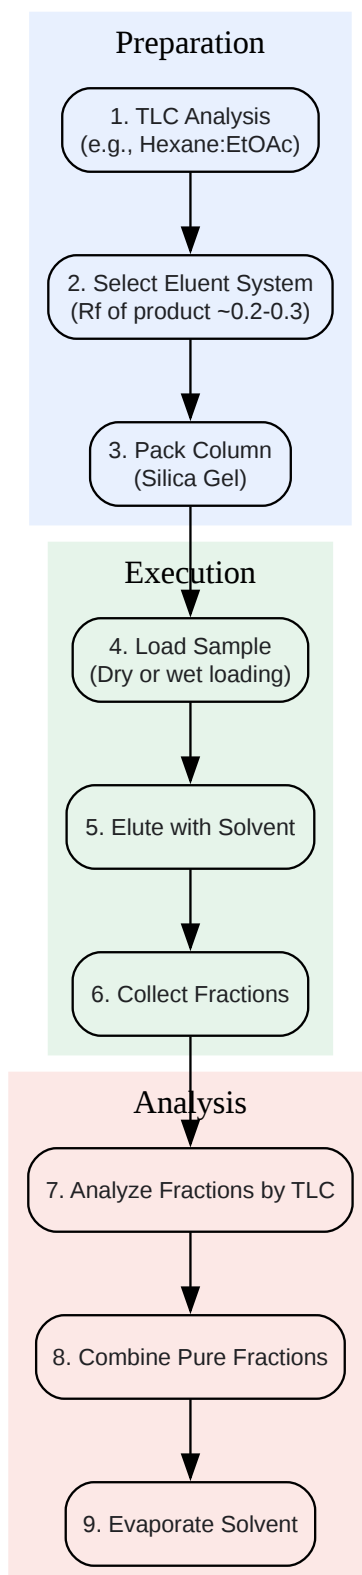 Preparation
1. TLC Analysis
(e.g., Hexane:EtOAc)
2. Select Eluent System
(Rf of product ~0.2-0.3)
3. Pack Column
(Silica Gel)
Execution
4. Load Sample
(Dry or wet loading)
5. Elute with Solvent
6. Collect Fractions
Analysis
7. Analyze Fractions by TLC
8. Combine Pure Fractions
9. Evaporate Solvent